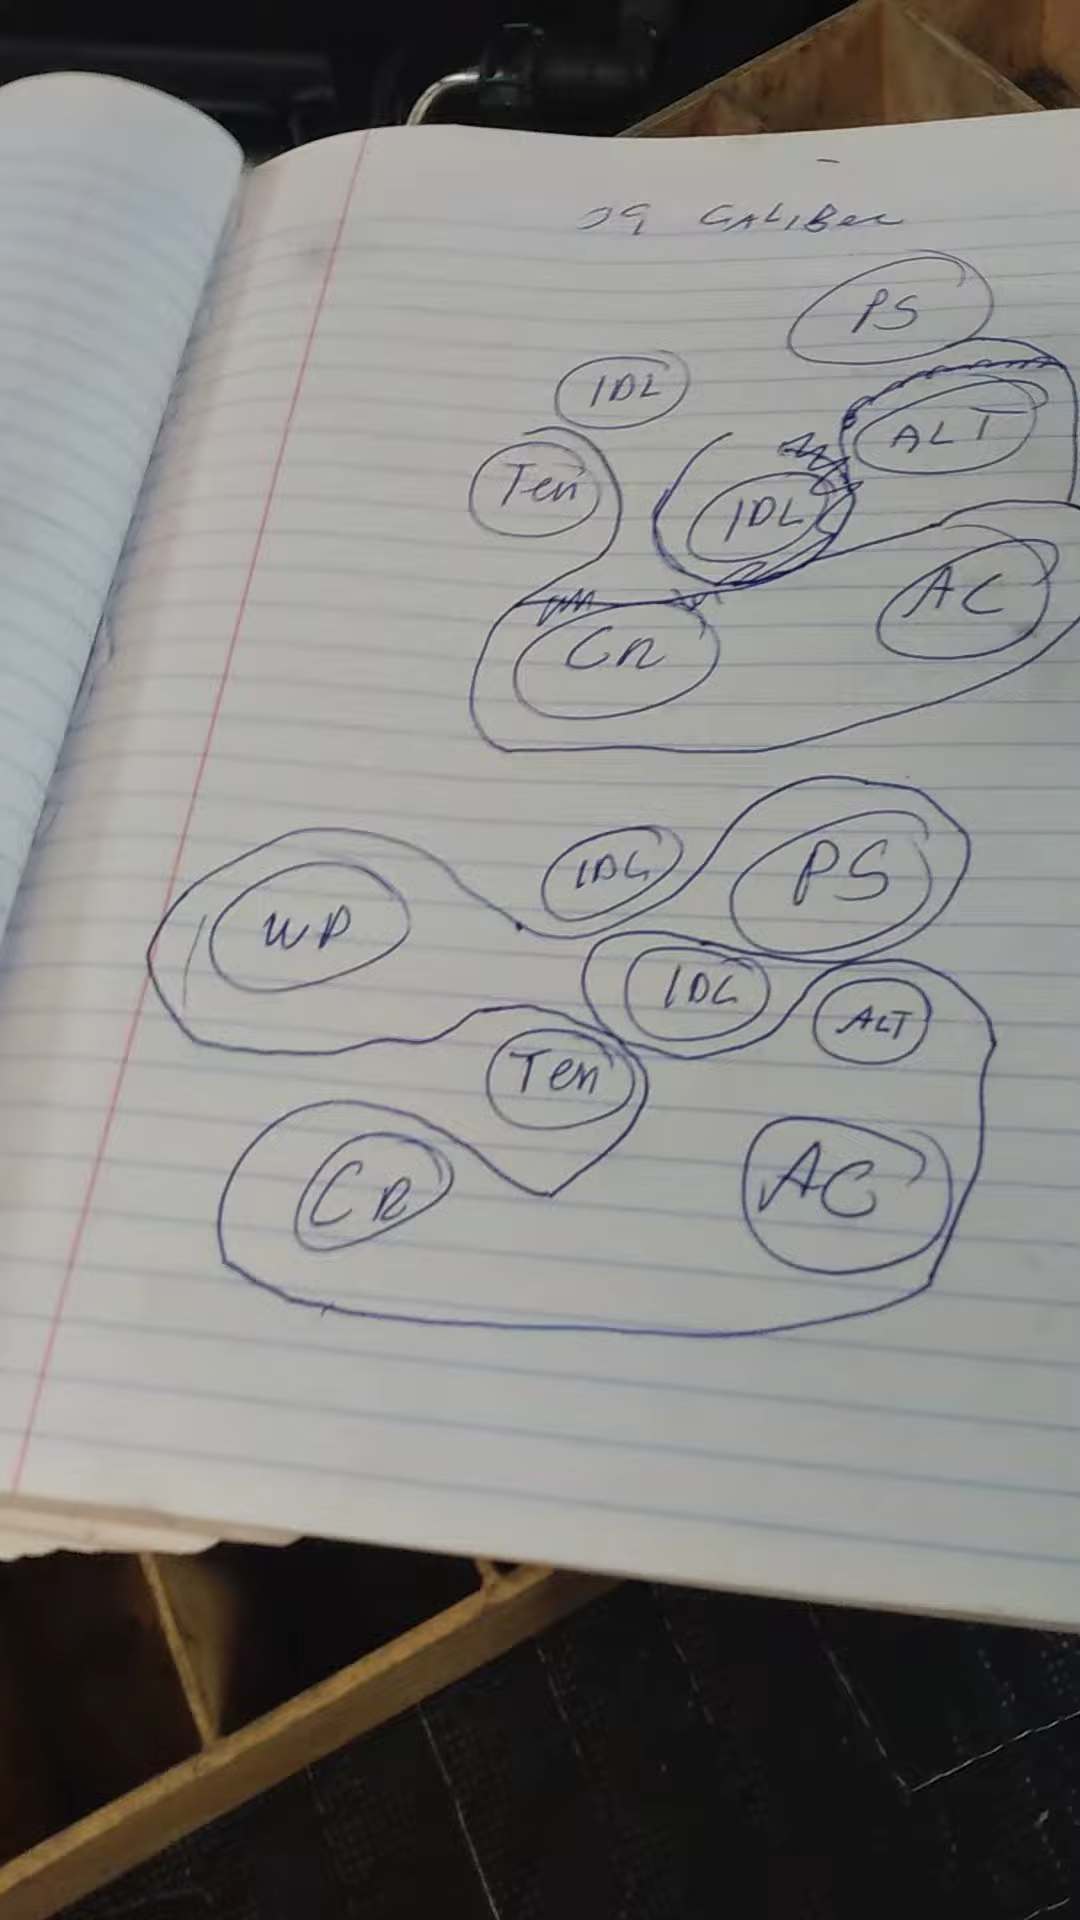 09 CALIBER
PS
IDL
ALT
Ten
IDL
AC
CR
IDL
PS
WP
IDL
ALT
Ten
AC
CR